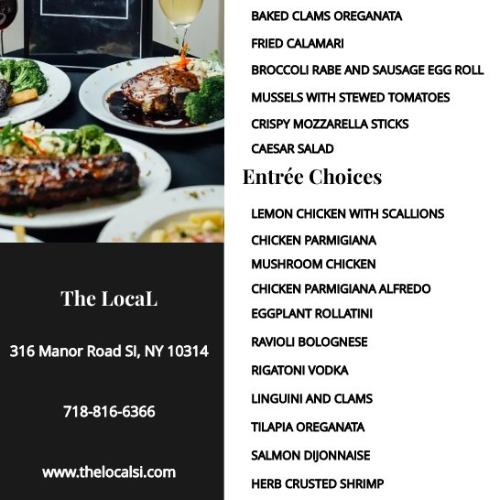 BAKED CLAMS OREGANATA
FRIED CALAMARI
BROCCOLI RABE AND SAUSAGE EGG ROLL
MUSSELS WITH STEWED TOMATOES
CRISPY MOZZARELLA STICKS
CAESAR SALAD
Entrée Choices
LEMON CHICKEN WITH SCALLIONS
CHICKEN PARMIGIANA
MUSHROOM CHICKEN
CHICKEN PARMIGIANA ALFREDO
EGGPLANT ROLLATINI
RAVIOLI BOLOGNESE
RIGATONI VODKA
LINGUINI AND CLAMS
TILAPIA OREGANATA
SALMON DIJONNAISE
HERB CRUSTED SHRIMP
The LocaL
316 Manor Road SI, NY 10314
718-816-6366
www.thelocalsi.com